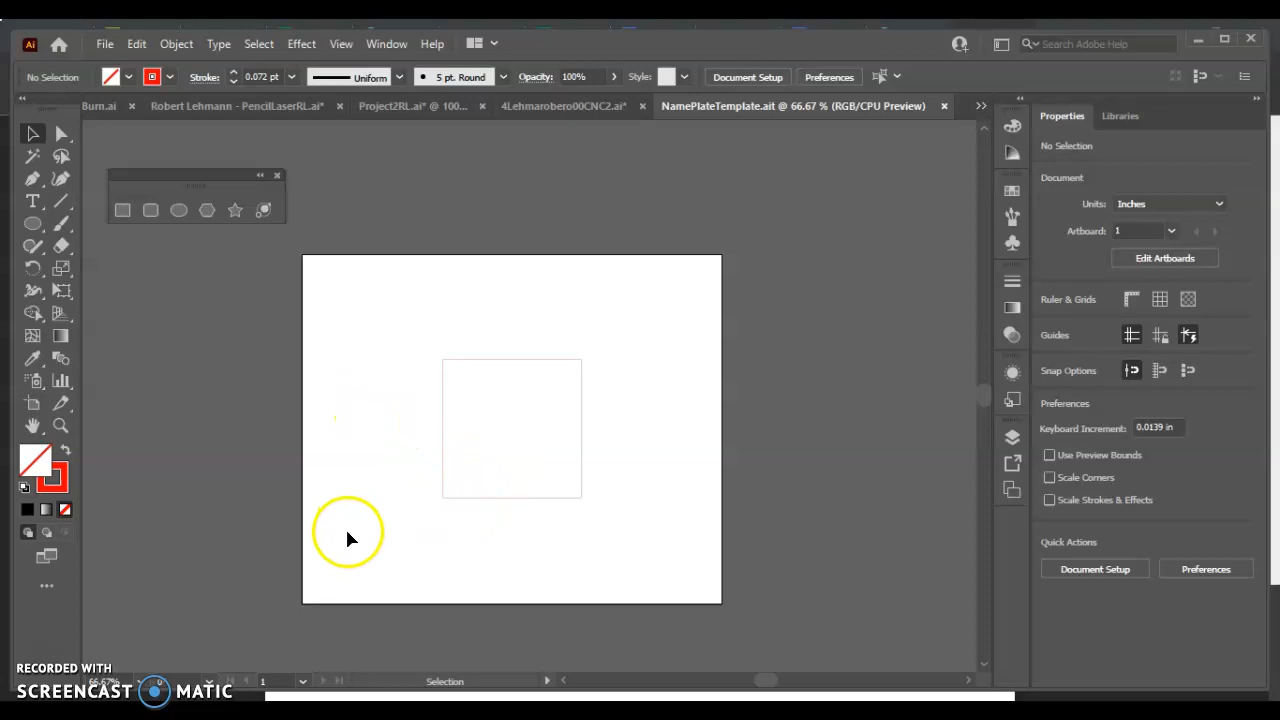 Ai File Edit Object Type Select Effect View Window Help Search Adobe Help
No Selection Stroke: 0.072 pt Uniform 5 pt. Round Opacity: 100% Style: Document Setup Preferences
Burn.ai Robert Lehmann - PencilLaserRL.ai* Project2RL.ai* @ 100... 4Lehmarobero00CNC2.ai* NamePlateTemplate.ait @ 66.67 % (RGB/CPU Preview)
Properties Libraries
No Selection
Document
Units: Inches
Artboard: 1
Edit Artboards
Ruler & Grids
Guides
Snap Options
Preferences
Keyboard Increment: 0.0139 in
Use Preview Bounds
Scale Corners
Scale Strokes & Effects
Quick Actions
Document Setup Preferences
RECORDED WITH
SCREENCAST MATIC
66.67% 1 Selection